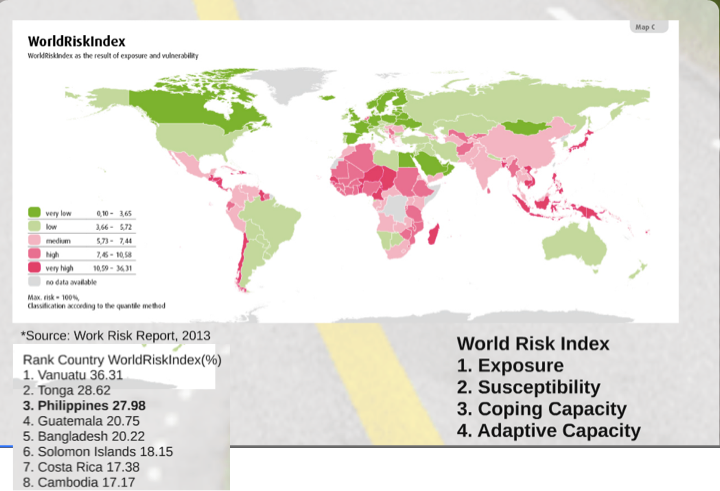 Map C
WorldRiskIndex
WorldRiskIndex as the result of exposure and vulnerability
very low 0,10 – 3,65
low 3,66 – 5,72
medium 5,73 – 7,44
high 7,45 – 10,58
very high 10,59 – 36,31
no data available
Max. risk = 100%,
Classification according to the quantile method
*Source: Work Risk Report, 2013
Rank Country WorldRiskIndex(%)
1. Vanuatu 36.31
2. Tonga 28.62
3. Philippines 27.98
4. Guatemala 20.75
5. Bangladesh 20.22
6. Solomon Islands 18.15
7. Costa Rica 17.38
8. Cambodia 17.17
World Risk Index
1. Exposure
2. Susceptibility
3. Coping Capacity
4. Adaptive Capacity